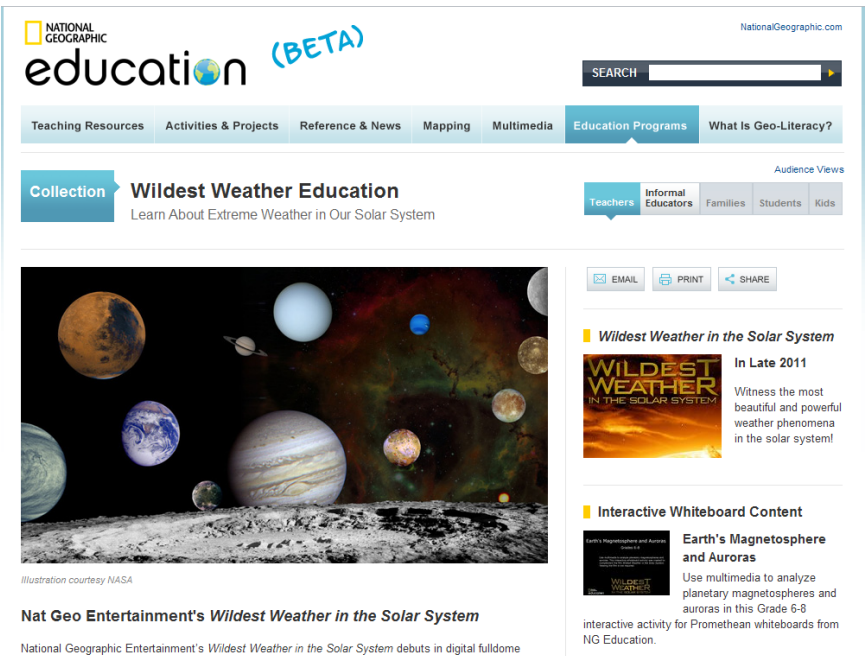 NATIONAL
GEOGRAPHIC
education (BETA)
NationalGeographic.com
SEARCH
Teaching Resources Activities & Projects Reference & News Mapping Multimedia Education Programs What Is Geo-Literacy?
Audience Views
Collection
Wildest Weather Education
Learn About Extreme Weather in Our Solar System
Teachers Informal Educators Families Students Kids
EMAIL PRINT SHARE
Wildest Weather in the Solar System
WILDEST
WEATHER
IN THE SOLAR SYSTEM
In Late 2011
Witness the most
beautiful and powerful
weather phenomena
in the solar system!
Interactive Whiteboard Content
Earth's Magnetosphere and Auroras
Grades 6-8
WILDEST
WEATHER
Earth's Magnetosphere
and Auroras
Use multimedia to analyze
planetary magnetospheres and
auroras in this Grade 6-8
interactive activity for Promethean whiteboards from
NG Education.
Illustration courtesy NASA
Nat Geo Entertainment's Wildest Weather in the Solar System
National Geographic Entertainment's Wildest Weather in the Solar System debuts in digital fulldome